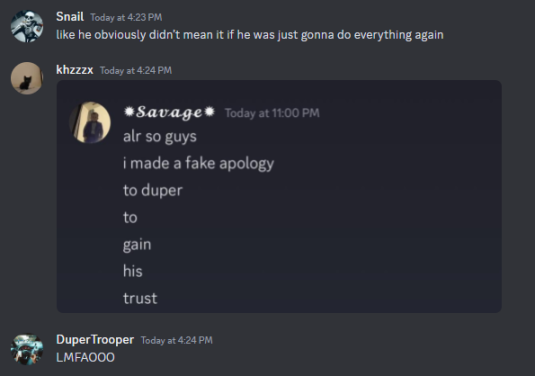 Snail Today at 4:23 PM
like he obviously didn't mean it if he was just gonna do everything again
khzzzx Today at 4:24 PM
✹𝓢𝓪𝓿𝓪𝓰𝓮✹ Today at 11:00 PM
alr so guys
i made a fake apology
to duper
to
gain
his
trust
DuperTrooper Today at 4:24 PM
LMFAOOO